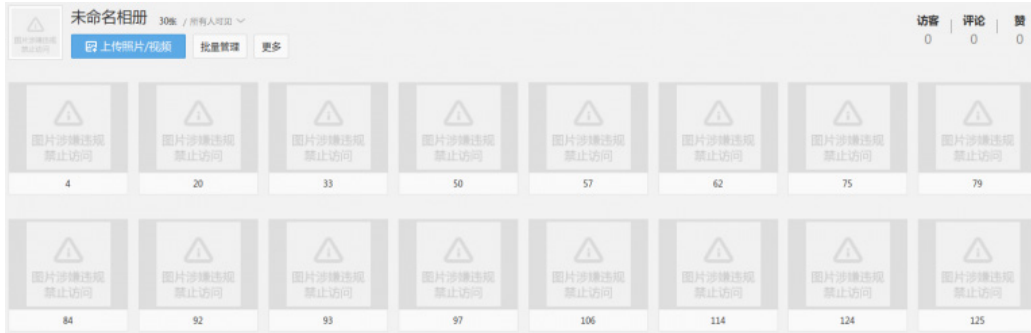 未命名相册 30张 / 所有人可见
上传照片/视频 批量管理 更多
访客 评论 赞
0 0 0
图片涉嫌违规
禁止访问
图片涉嫌违规 图片涉嫌违规 图片涉嫌违规 图片涉嫌违规 图片涉嫌违规 图片涉嫌违规 图片涉嫌违规 图片涉嫌违规
禁止访问 禁止访问 禁止访问 禁止访问 禁止访问 禁止访问 禁止访问 禁止访问
4 20 33 50 57 62 75 79
图片涉嫌违规 图片涉嫌违规 图片涉嫌违规 图片涉嫌违规 图片涉嫌违规 图片涉嫌违规 图片涉嫌违规 图片涉嫌违规
禁止访问 禁止访问 禁止访问 禁止访问 禁止访问 禁止访问 禁止访问 禁止访问
84 92 93 97 106 114 124 125